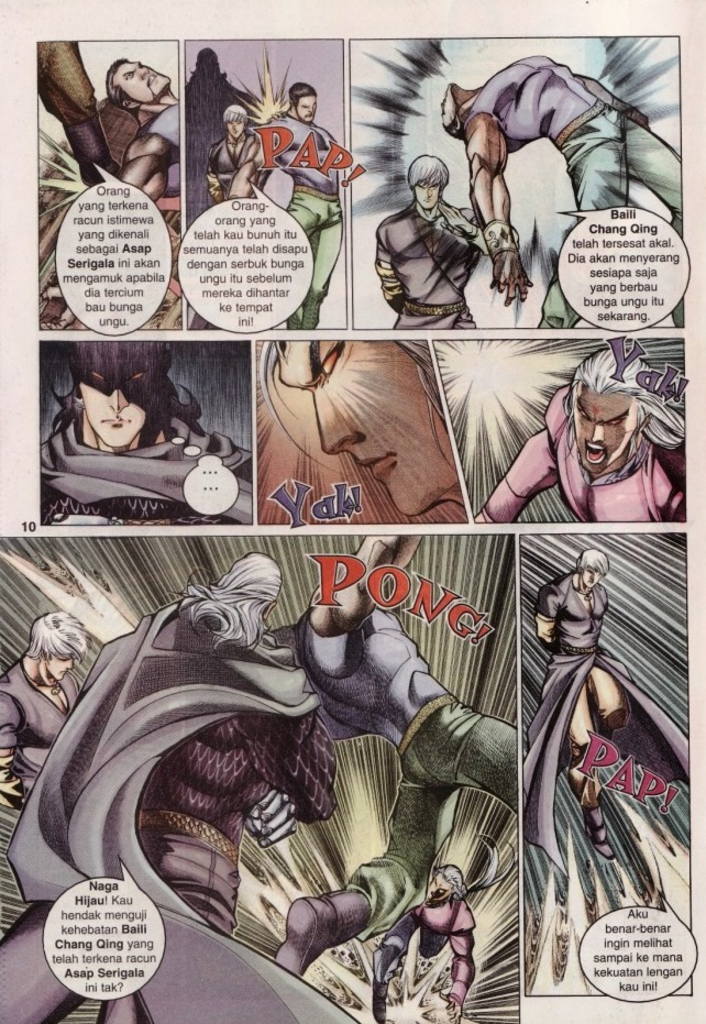 Orang
yang terkena
racun istimewa
yang dikenali
sebagai Asap
Serigala ini akan
mengamuk apabila
dia tercium
bau bunga
ungu.
PAP!
Orang-
orang yang
telah kau bunuh itu
semuanya telah disapu
dengan serbuk bunga
ungu itu sebelum
mereka dihantar
ke tempat
ini!
Baili
Chang Qing
telah tersesat akal.
Dia akan menyerang
sesiapa saja
yang berbau
bunga ungu itu
sekarang.
...
...
Yak!
Yak!
10
PONG!
Naga
Hijau! Kau
hendak menguji
kehebatan Baili
Chang Qing yang
telah terkena racun
Asap Serigala
ini tak?
PAP!
Aku
benar-benar
ingin melihat
sampai ke mana
kekuatan lengan
kau ini!